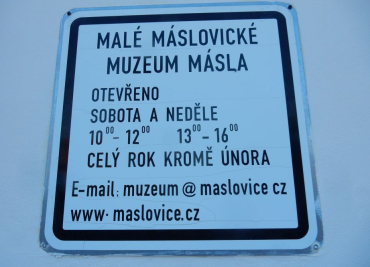 MALÉ MÁSLOVICKÉ
MUZEUM MÁSLA
OTEVŘENO
SOBOTA A NEDĚLE
10⁰⁰- 12⁰⁰ 13⁰⁰- 16⁰⁰
CELÝ ROK KROMĚ ÚNORA
E-mail: muzeum @ maslovice cz
www· maslovice.cz